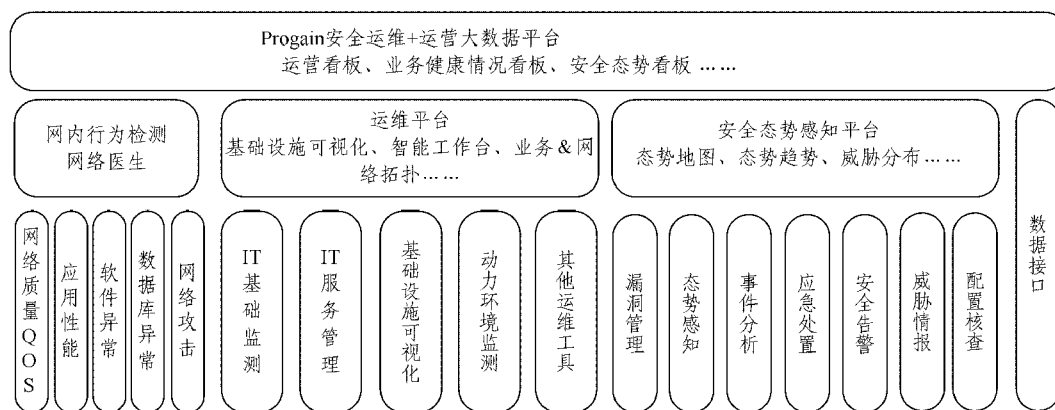 Progain安全运维+运营大数据平台
运营看板、业务健康情况看板、安全态势看板……
网内行为检测
网络医生
运维平台
基础设施可视化、智能工作台、业务&网
络拓扑……
安全态势感知平台
态势地图、态势趋势、威胁分布……
网络质量QOS
应用性能
软件异常
数据库异常
网络攻击
IT基础监测
IT服务管理
基础设施可视化
动力环境监测
其他运维工具
漏洞管理
态势感知
事件分析
应急处置
安全告警
威胁情报
配置核查
数据接口